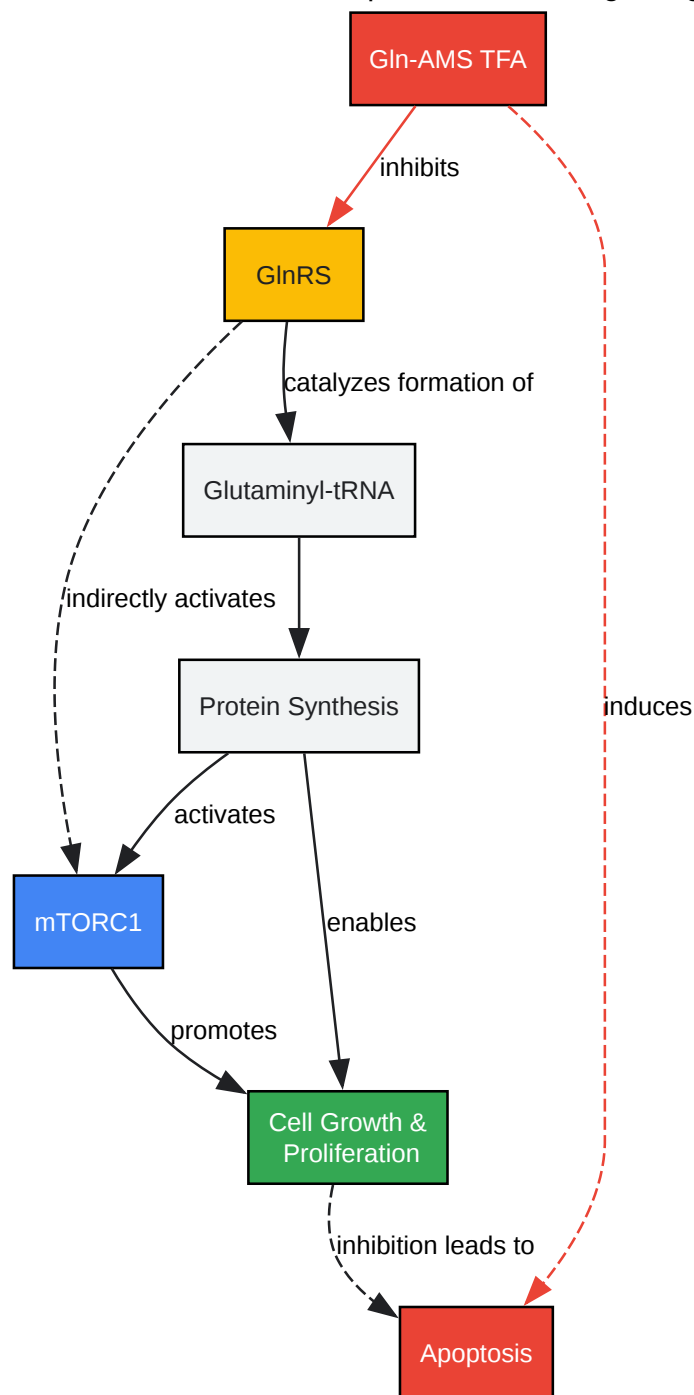 Gln-AMS TFA
inhibits
GlnRS
catalyzes formation of
Glutaminyl-tRNA
indirectly activates
Protein Synthesis
induces
activates
mTORC1
enables
promotes
Cell Growth &
Proliferation
inhibition leads to
Apoptosis